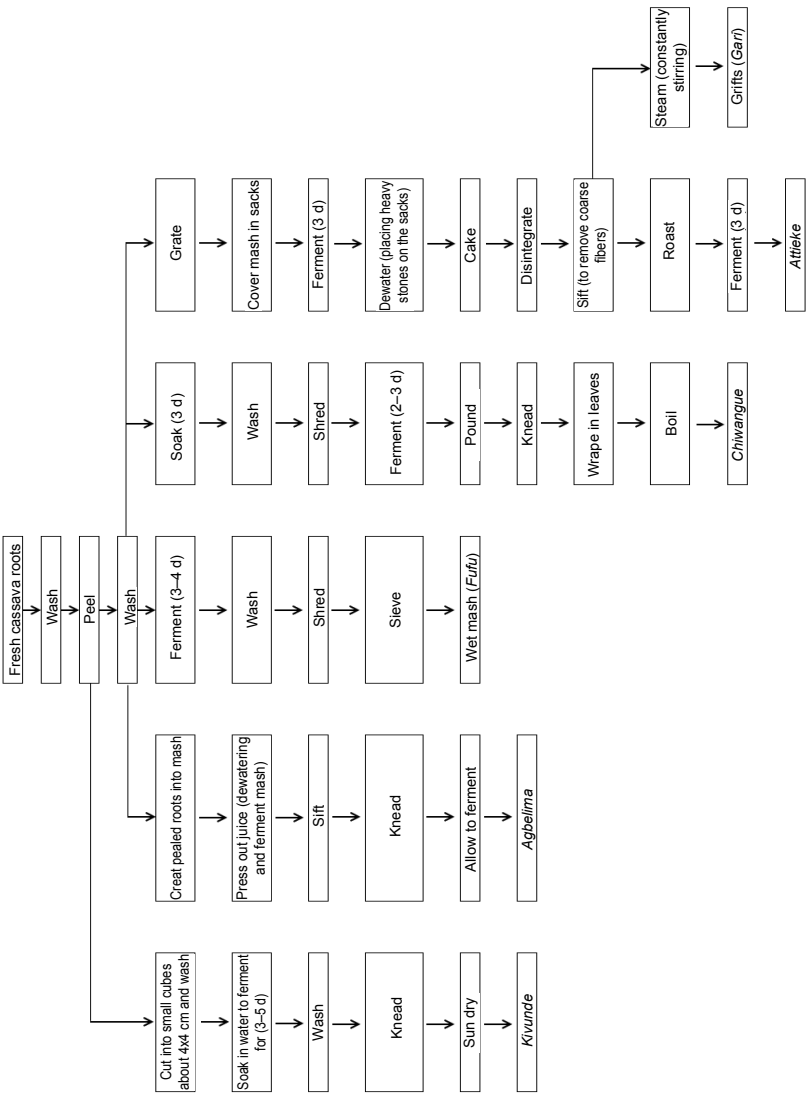 Fresh cassava roots
Wash
Peel
Wash
Cut into small cubes
about 4x4 cm and wash
Soak in water to ferment
for (3–5 d)
Wash
Knead
Sun dry
Kivunde
Creat pealed roots into mash
Press out juice (dewatering
and ferment mash)
Sift
Knead
Allow to ferment
Agbelima
Ferment (3–4 d)
Wash
Shred
Sieve
Wet mash (Fufu)
Soak (3 d)
Wash
Shred
Ferment (2–3 d)
Pound
Knead
Wrape in leaves
Boil
Chiwangue
Grate
Cover mash in sacks
Ferment (3 d)
Dewater (placing heavy
stones on the sacks)
Cake
Disintegrate
Sift (to remove coarse
fibers)
Roast
Ferment (3 d)
Attieke
Steam (constantly
stirring)
Grifts (Gari)